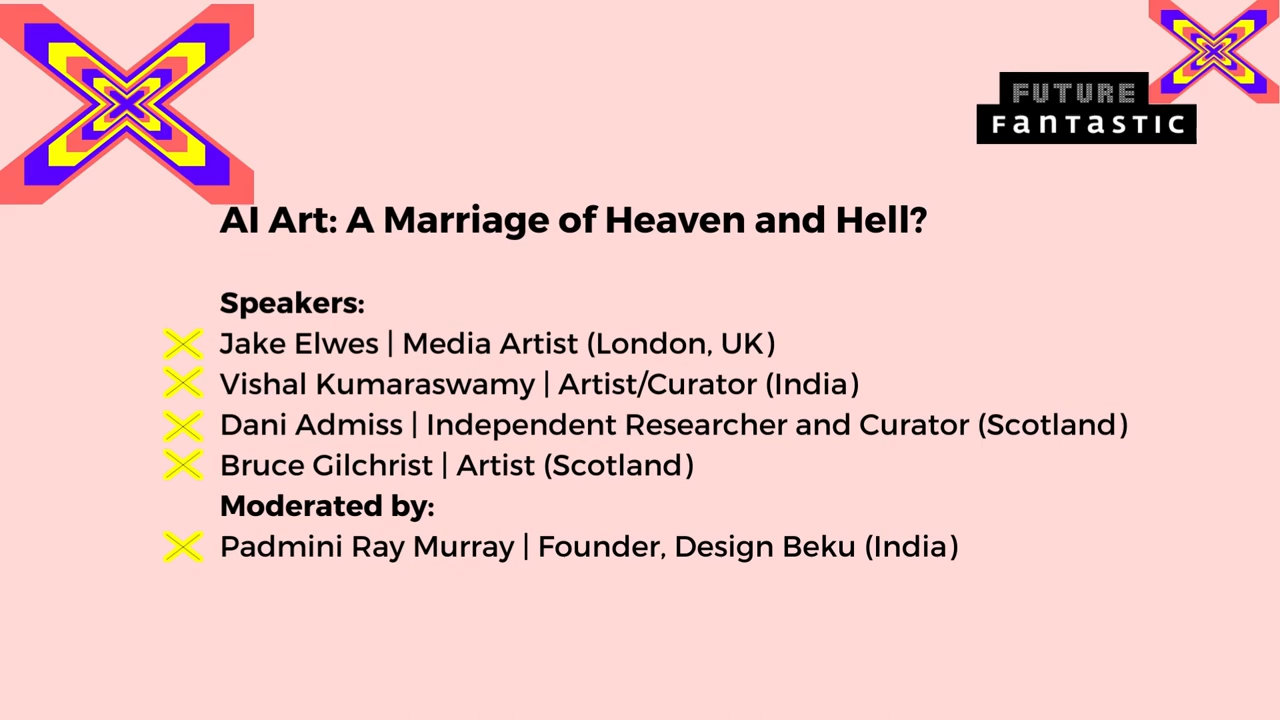 FUTURE
FanTasTIC
AI Art: A Marriage of Heaven and Hell?
Speakers:
Jake Elwes | Media Artist (London, UK)
Vishal Kumaraswamy | Artist/Curator (India)
Dani Admiss | Independent Researcher and Curator (Scotland)
Bruce Gilchrist | Artist (Scotland)
Moderated by:
Padmini Ray Murray | Founder, Design Beku (India)